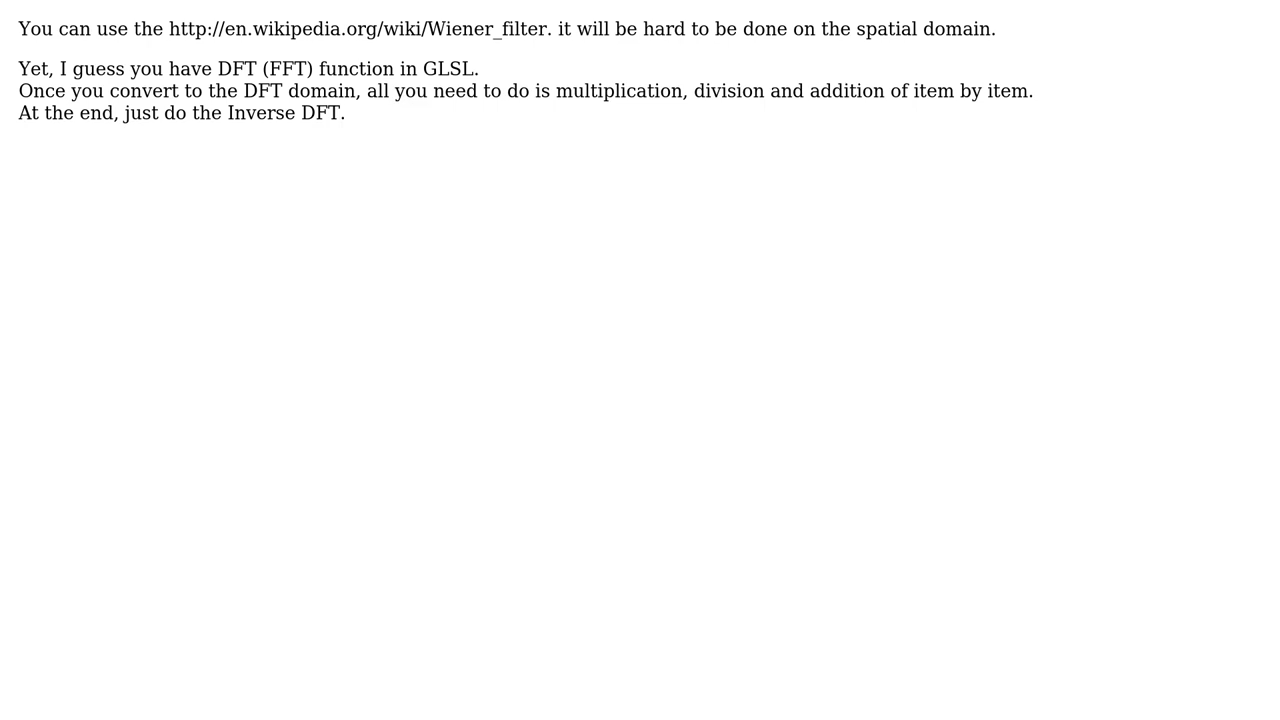 You can use the http://en.wikipedia.org/wiki/Wiener_filter. it will be hard to be done on the spatial domain.
Yet, I guess you have DFT (FFT) function in GLSL.
Once you convert to the DFT domain, all you need to do is multiplication, division and addition of item by item.
At the end, just do the Inverse DFT.